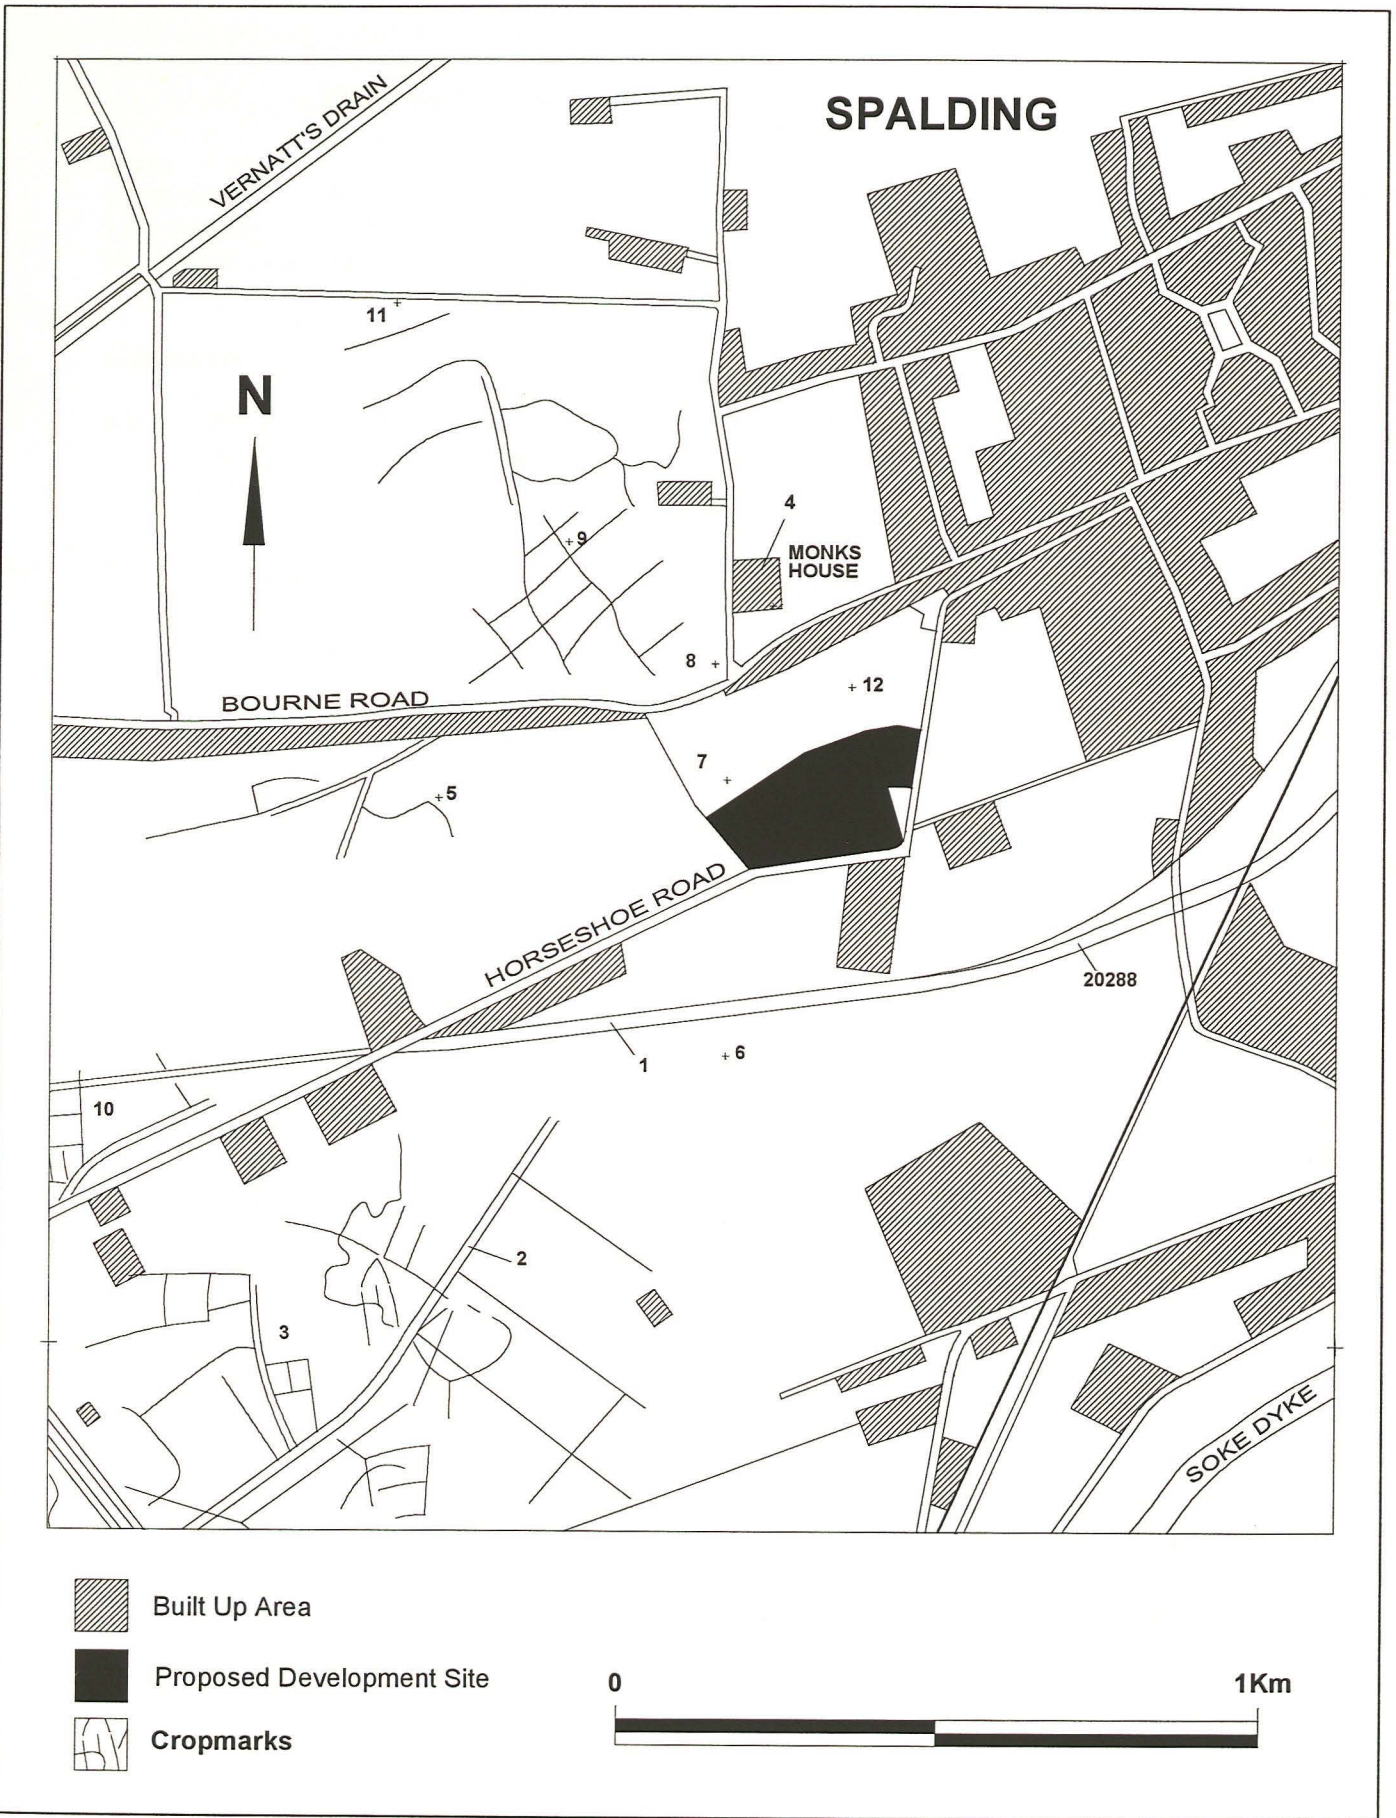 SPALDING
VERNATT'S DRAIN
11
N
4
MONKS
HOUSE
9
8
12
BOURNE ROAD
7
5
HORSESHOE ROAD
20288
1
6
10
2
3
SOKE DYKE
Built Up Area
Proposed Development Site
0
1Km
Cropmarks